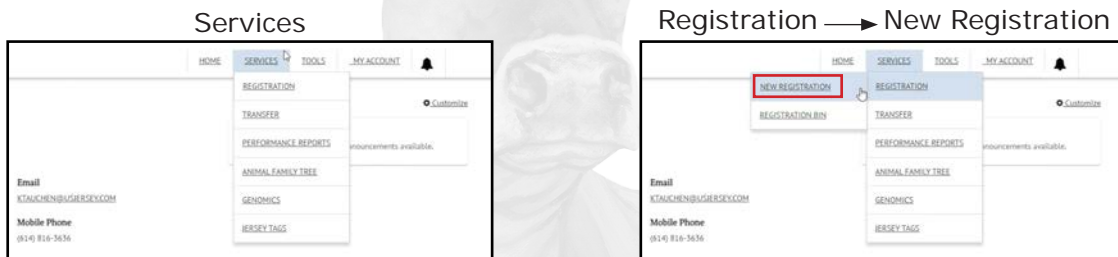 Services
HOME SERVICES TOOLS MY ACCOUNT
REGISTRATION
Customize
TRANSFER
PERFORMANCE REPORTS
nouncements available.
ANIMAL FAMILY TREE
Email
KTAUCHEN@USJERSEY.COM
GENOMICS
Mobile Phone
JERSEY TAGS
(614) 816-3636
Registration → New Registration
HOME SERVICES TOOLS MY ACCOUNT
NEW REGISTRATION REGISTRATION
Customize
REGISTRATION BIN TRANSFER
PERFORMANCE REPORTS
nouncements available.
ANIMAL FAMILY TREE
Email
KTAUCHEN@USJERSEY.COM
GENOMICS
Mobile Phone
JERSEY TAGS
(614) 816-3636